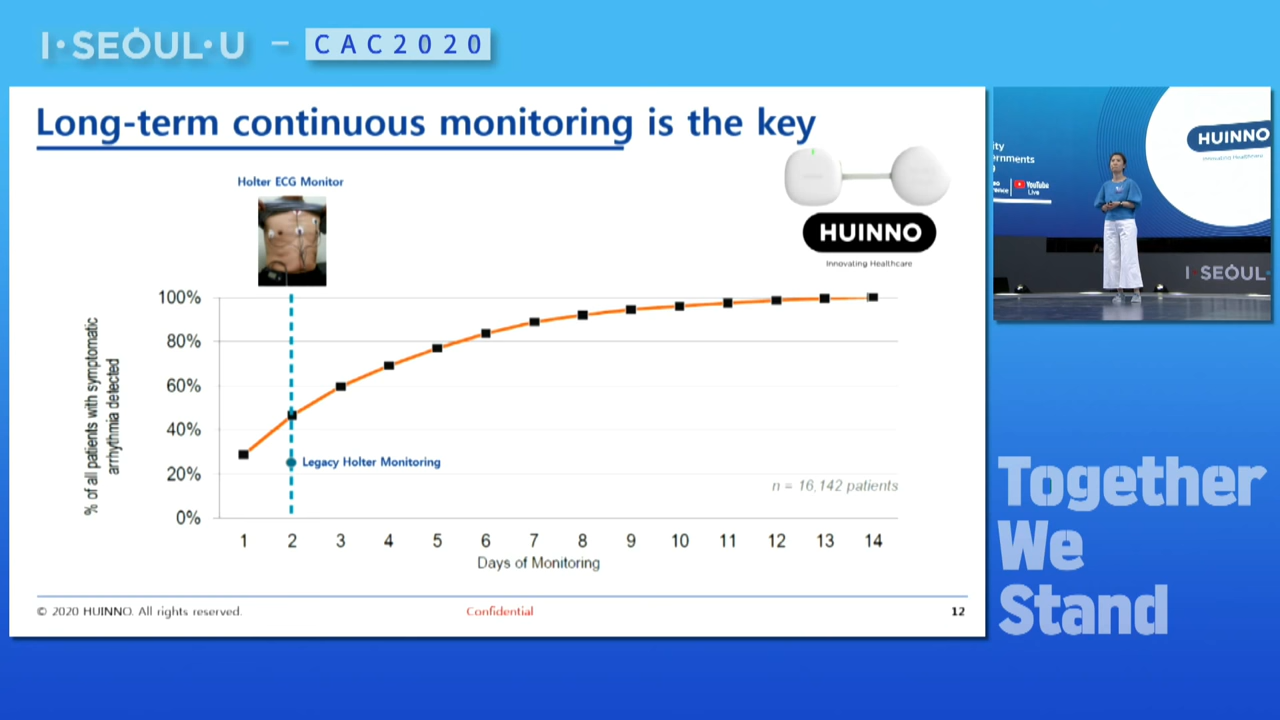 I·SEOUL·U – CAC2020
Long-term continuous monitoring is the key
Holter ECG Monitor
HUINNO
Innovating Healthcare
% of all patients with symptomatic
arrhythmia detected
100%
80%
60%
40%
20%
0%
Legacy Holter Monitoring
n = 16,142 patients
1 2 3 4 5 6 7 8 9 10 11 12 13 14
Days of Monitoring
© 2020 HUINNO. All rights reserved.
Confidential
12
ity
ernments
YouTube
rence
Live
HUINNO
Innovating Healthcare
I·SEOUL·
Together
We
Stand